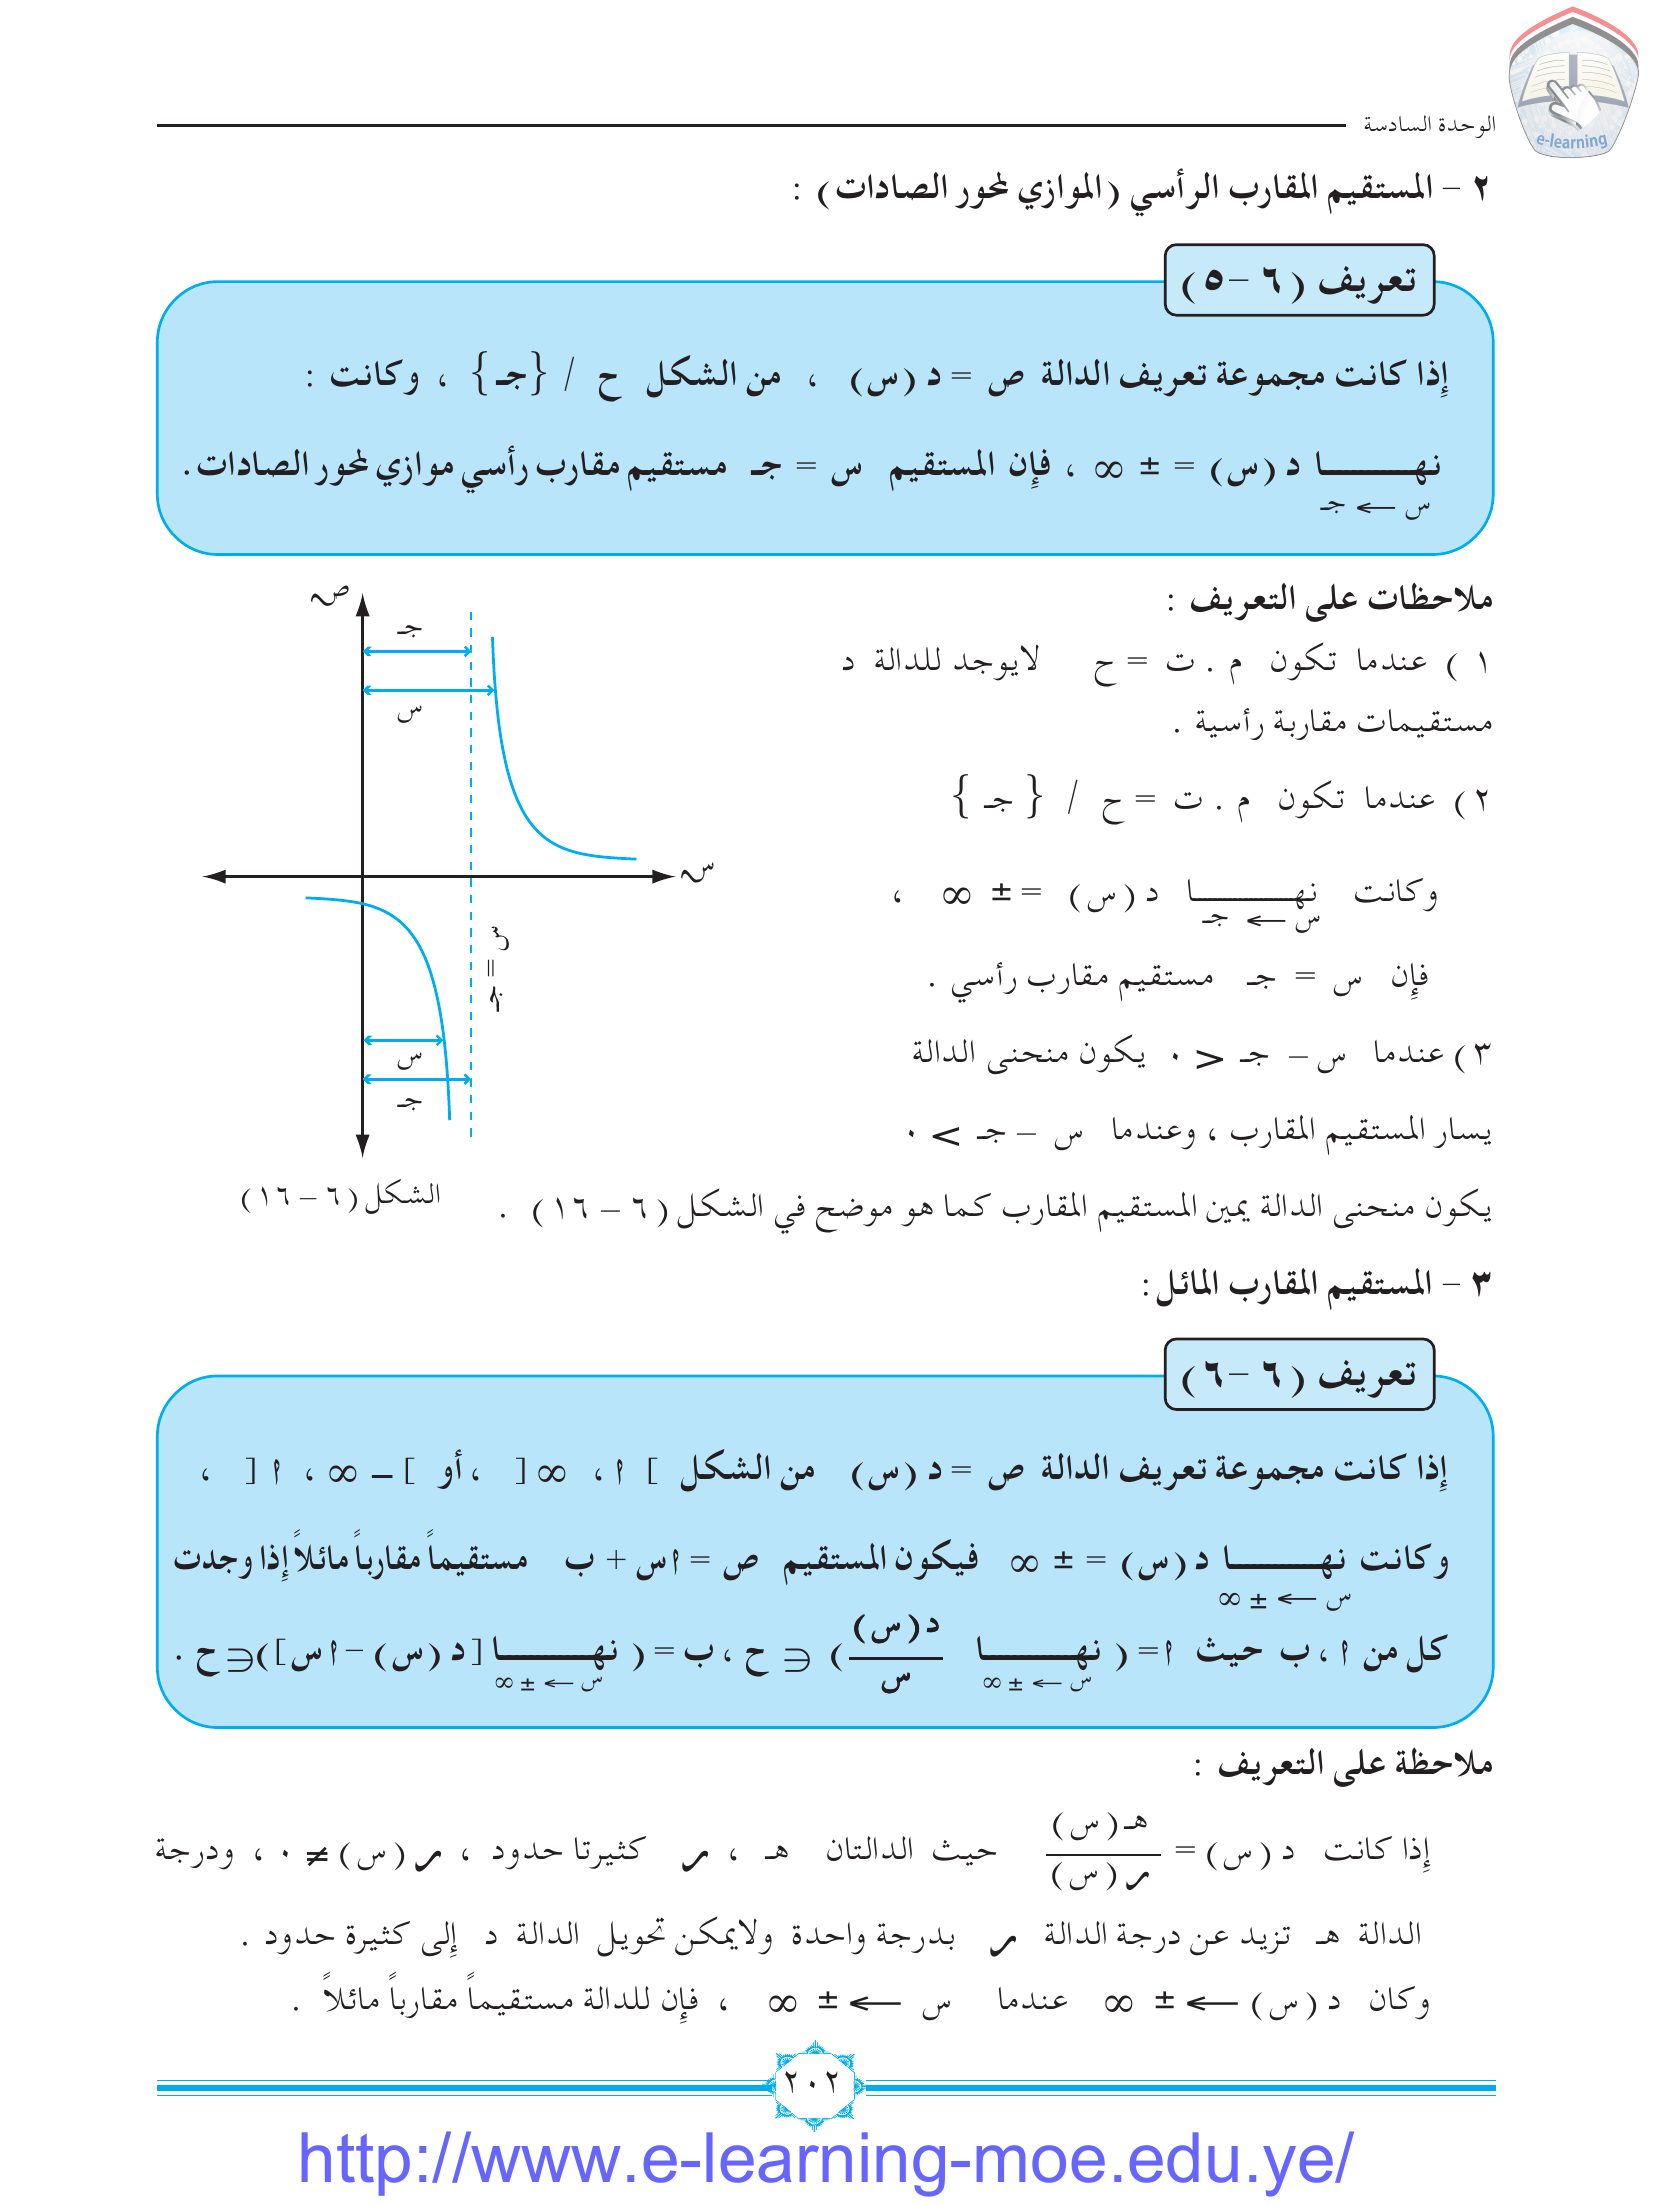 e-learning
الوحدة السادسة
٢ – المستقيم المقارب الرأسي (الموازي لمحور الصادات) :
تعريف (٦ –٥)
إذا كانت مجموعة تعريف الدالة ص = د (س) ، من الشكل ح / {جـ} ، وكانت :
نهـــــا د (س) = ± ∞ ، فإن المستقيم س = جـ مستقيم مقارب رأسي موازي لمحور الصادات .
س ← جـ
ملاحظات على التعريف :
١ ) عندما تكون م . ت = ح لايوجد للدالة د
مستقيمات مقاربة رأسية .
٢) عندما تكون م . ت = ح / { جـ }
وكانت نهـــــا د (س) = ± ∞ ،
س ← جـ
فإن س = جـ مستقيم مقارب رأسي .
٣) عندما س – جـ < ٠ يكون منحنى الدالة
يسار المستقيم المقارب ، وعندما س – جـ > ٠
يكون منحنى الدالة يمين المستقيم المقارب كما هو موضح في الشكل (٦ – ١٦) .
ص
جـ
س
س
س = جـ
س
جـ
الشكل (٦ – ١٦)
٣ – المستقيم المقارب المائل :
تعريف (٦ –٦)
إذا كانت مجموعة تعريف الدالة ص = د (س) من الشكل ] ا ، ∞ [ ، أو ] – ∞ ، ا [ ،
وكانت نهـــــا د(س) = ± ∞ فيكون المستقيم ص = ا س + ب مستقيماً مقارباً مائلاً إذا وجدت
س ← ± ∞
كل من ا ، ب حيث ا = ( نهـــــا د(س) / س ) ∈ ح ، ب = ( نهـــــا [ د (س) – ا س ] ) ∈ ح .
س ← ± ∞ س ← ± ∞
ملاحظة على التعريف :
إذا كانت د (س) = هـ (س) / ر (س) حيث الدالتان هـ ، ر كثيرتا حدود ، ر (س) ≠ ٠ ، ودرجة
الدالة هـ تزيد عن درجة الدالة ر بدرجة واحدة ولايمكن تحويل الدالة د إلى كثيرة حدود .
وكان د (س) ← ± ∞ عندما س ← ± ∞ ، فإن للدالة مستقيماً مقارباً مائلاً .
٢٠٢
http://www.e-learning-moe.edu.ye/